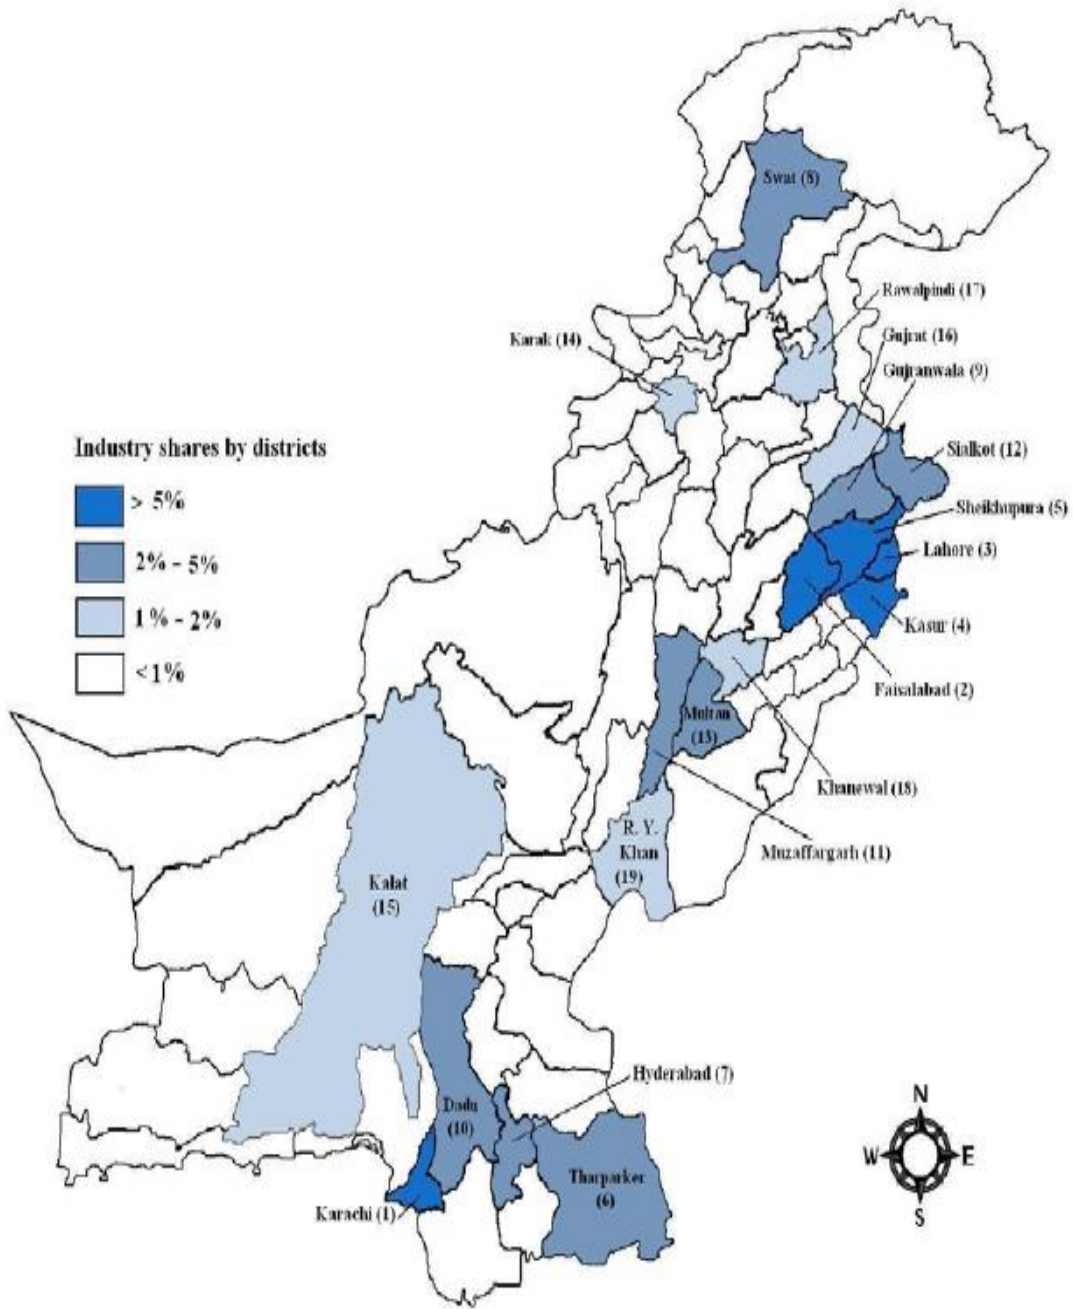 Swat (8)
Rawalpindi (17)
Karak (14)
Gujrat (16)
Gujranwala (9)
Industry shares by districts
Sialkot (12)
> 5%
Sheikhupura (5)
Lahore (3)
2% - 5%
1% - 2%
Kasur (4)
<1%
Faisalabad (2)
Multan
(13)
Khanewal (18)
R. Y.
Khan
(19)
Muzaffargarh (11)
Kalat
(15)
Hyderabad (7)
Dadu
(10)
Tharparker
(6)
Karachi (1)
N
W
E
S